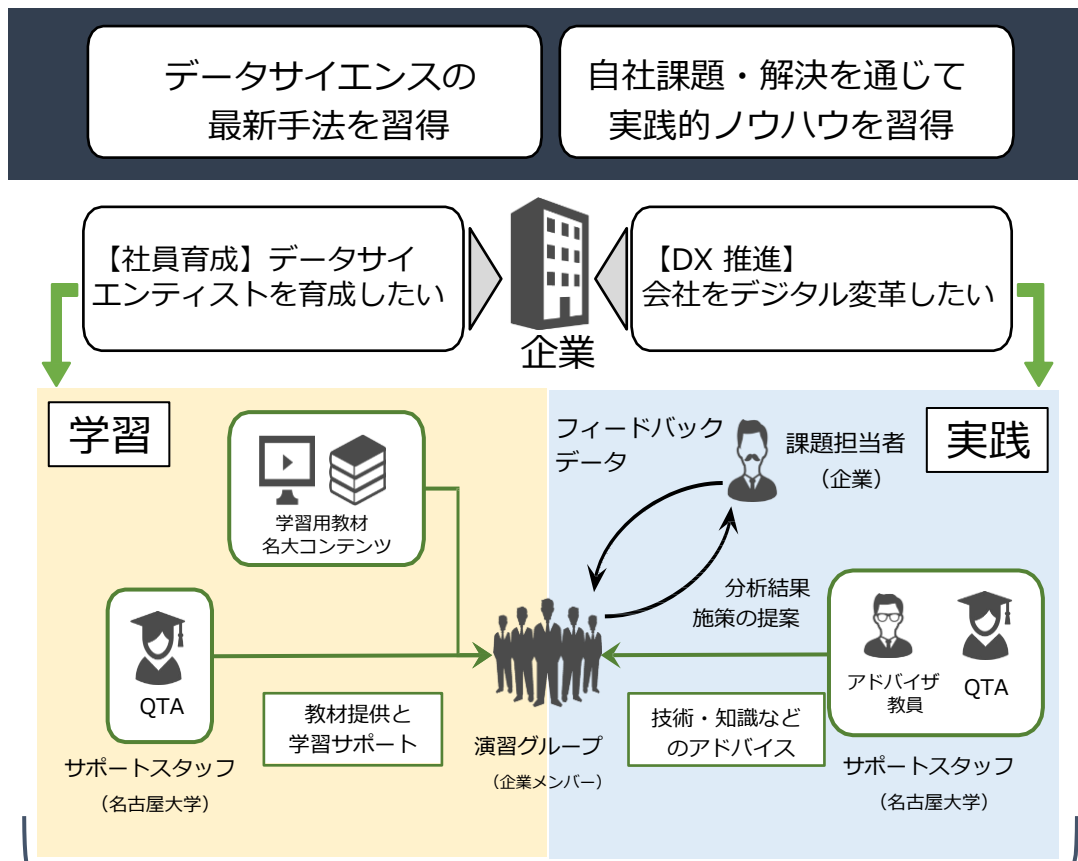 データサイエンスの
最新手法を習得
自社課題・解決を通じて
実践的ノウハウを習得
【社員育成】データサイ
エンティストを育成したい
企業
【DX 推進】
会社をデジタル変革したい
学習
学習用教材
名大コンテンツ
QTA
サポートスタッフ
（名古屋大学）
教材提供と
学習サポート
演習グループ
（企業メンバー）
実践
フィードバック
データ
課題担当者
（企業）
分析結果
施策の提案
技術・知識など
のアドバイス
アドバイザ
教員
QTA
サポートスタッフ
（名古屋大学）